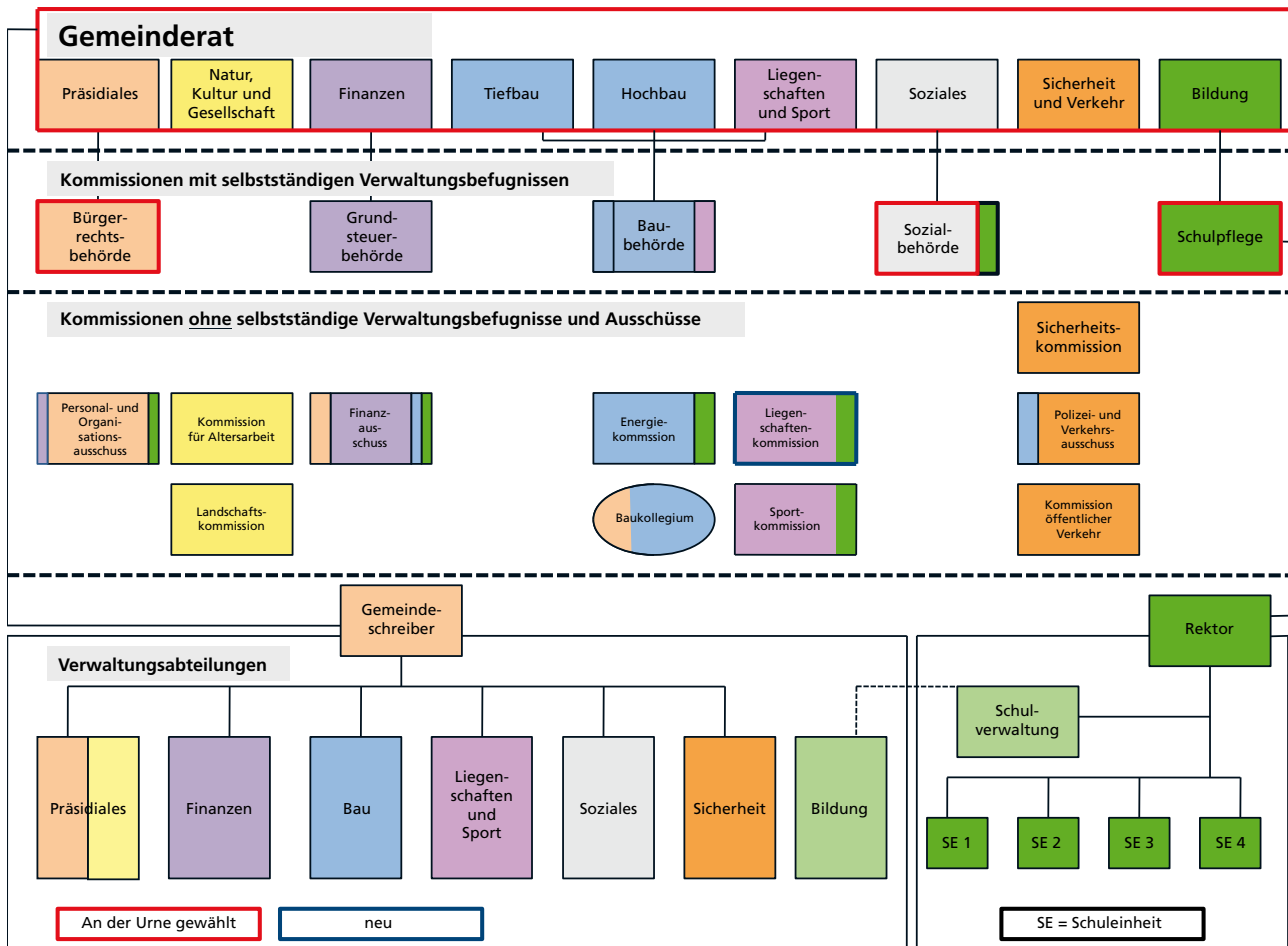 Gemeinderat
Präsidiales
Natur,
Kultur und
Gesellschaft
Finanzen
Tiefbau
Hochbau
Liegen-
schaften
und Sport
Soziales
Sicherheit
und Verkehr
Bildung
Kommissionen mit selbstständigen Verwaltungsbefugnissen
Bürger-
rechts-
behörde
Grund-
steuer-
behörde
Bau-
behörde
Sozial-
behörde
Schulpflege
Kommissionen ohne selbstständige Verwaltungsbefugnisse und Ausschüsse
Sicherheits-
kommission
Personal- und
Organi-
sations-
ausschuss
Kommission
für Altersarbeit
Finanz-
aus-
schuss
Energie-
kommssion
Liegen-
schaften-
kommission
Polizei- und
Verkehrs-
ausschuss
Landschafts-
kommission
Baukollegium
Sport-
kommission
Kommission
öffentlicher
Verkehr
Gemeinde-
schreiber
Rektor
Verwaltungsabteilungen
Schul-
verwaltung
Präsidiales
Finanzen
Bau
Liegen-
schaften
und
Sport
Soziales
Sicherheit
Bildung
SE 1
SE 2
SE 3
SE 4
An der Urne gewählt
neu
SE = Schuleinheit